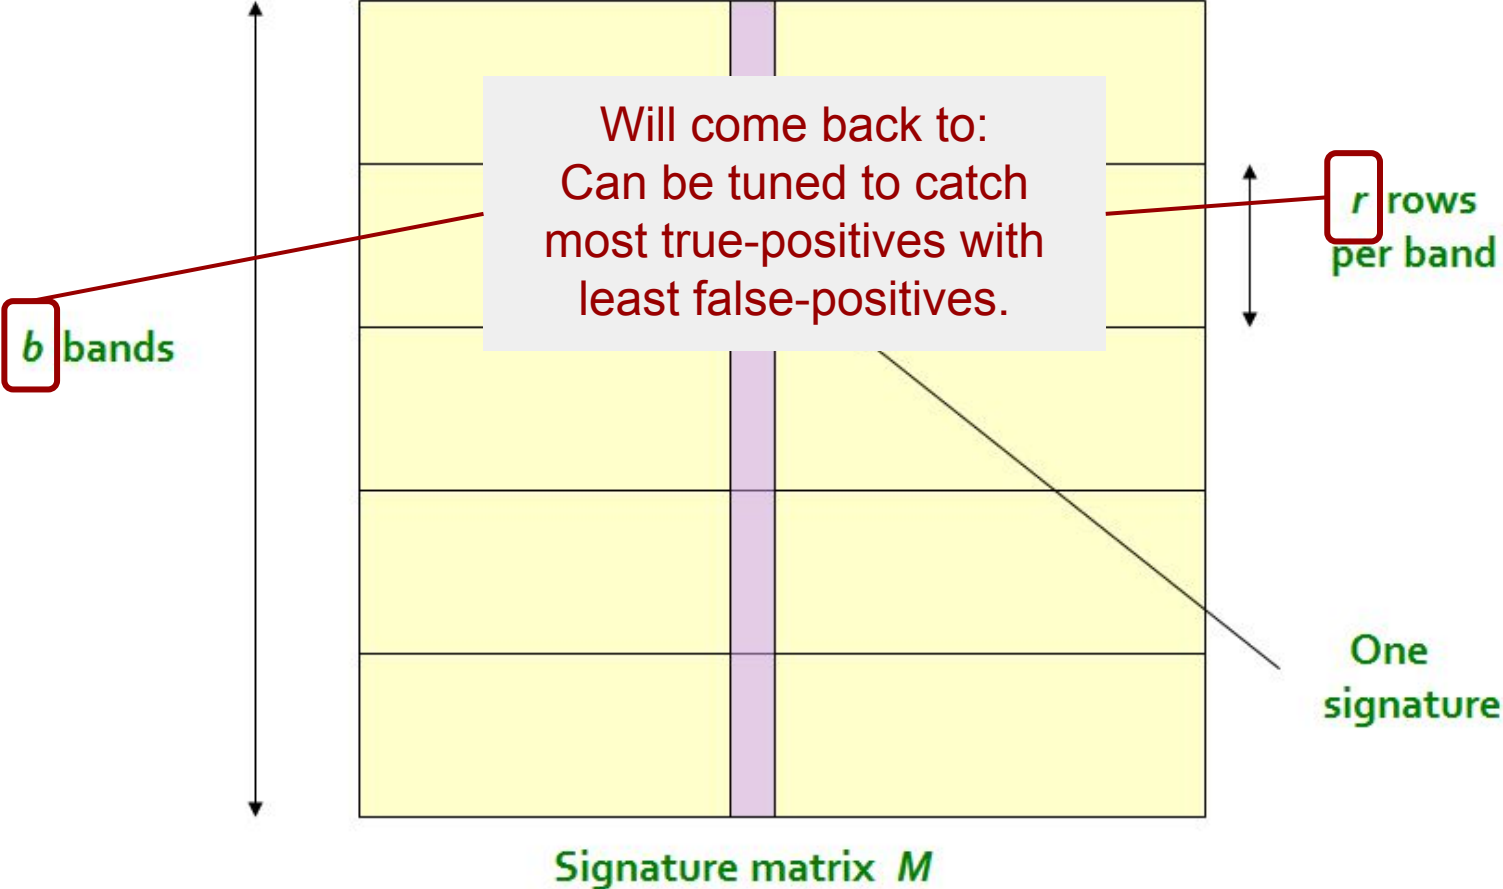 Will come back to:
Can be tuned to catch
most true-positives with
least false-positives.
r rows
per band
b bands
One
signature
Signature matrix M